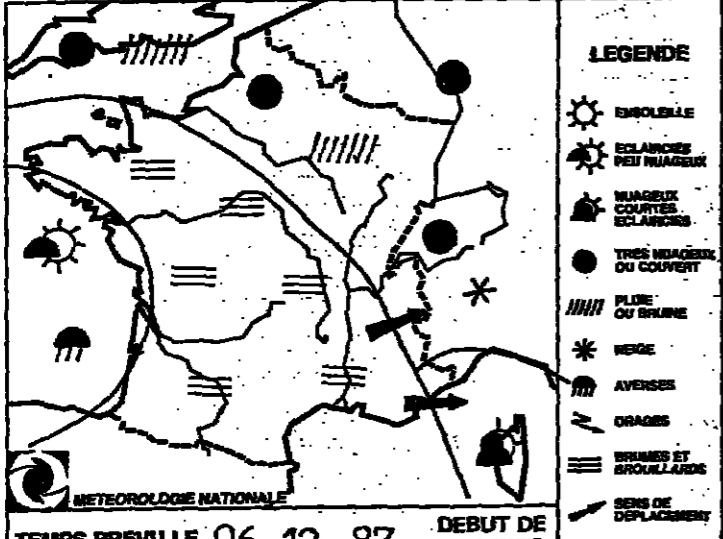 LEGENDE
ENSOLEILLE
ECLAIRCIES
PEU NUAGEUX
NUAGEUX
COURTES
ECLAIRCIES
TRES NUAGEUX
OU COUVERT
PLUIE
OU BRUINE
NEIGE
AVERSES
ORAGES
BRUMES ET
BROUILLARDS
SENS DE
DEPLACEMENT
METEOROLOGIE NATIONALE
TEMPS PREVU LE 06 12 87 DEBUT DE